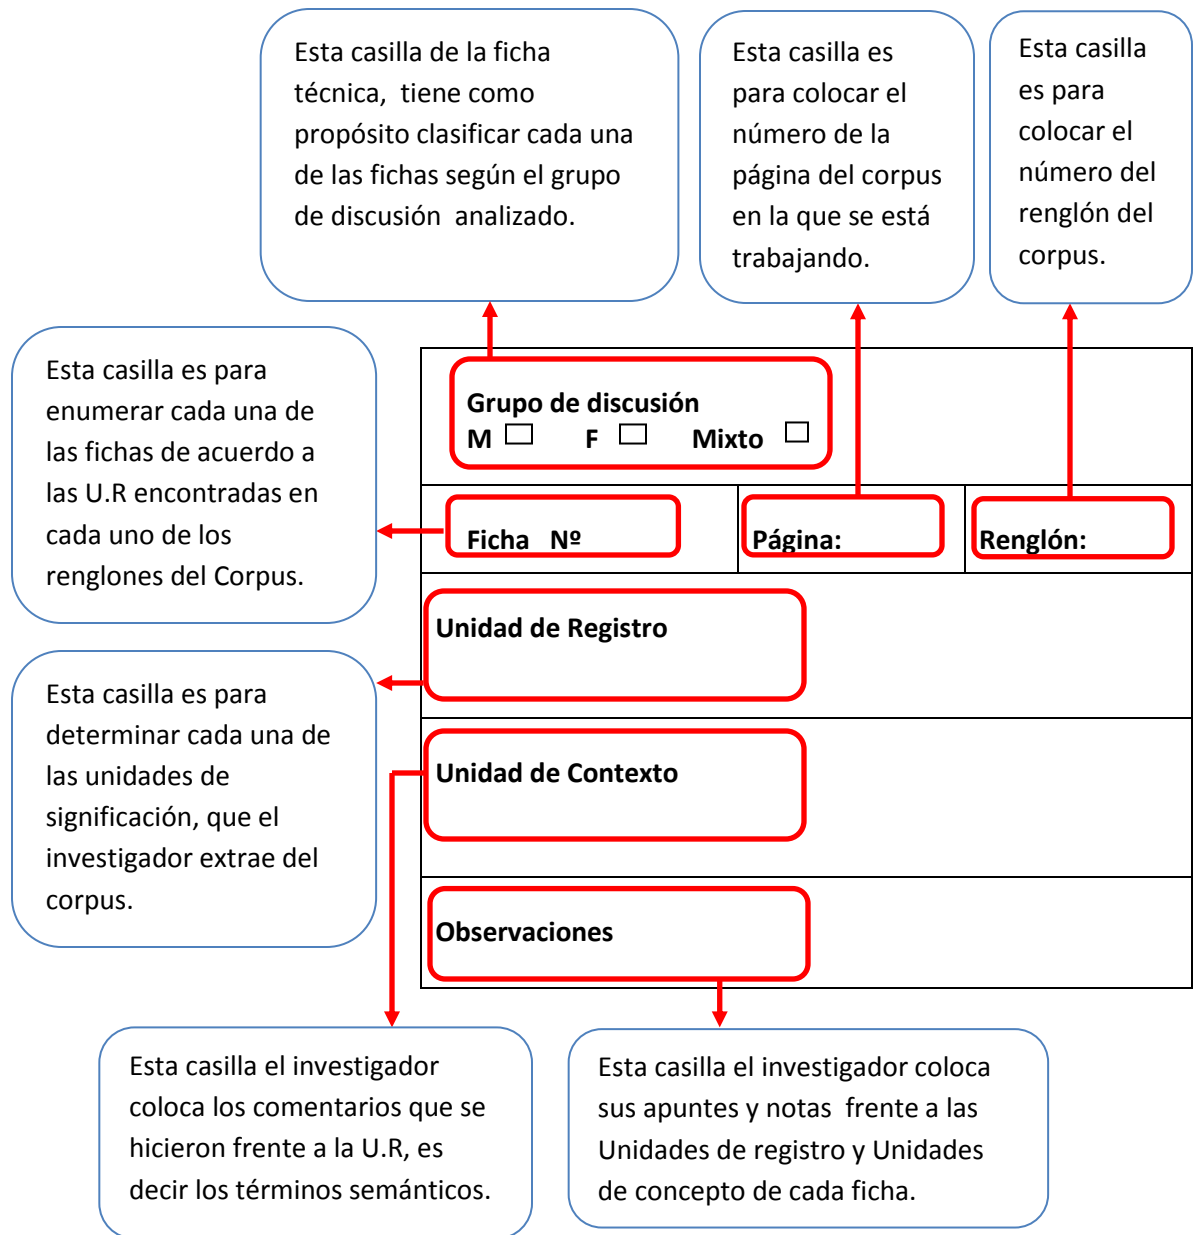 Esta casilla de la ficha
técnica, tiene como
propósito clasificar cada una
de las fichas según el grupo
de discusión analizado.
Esta casilla es
para colocar el
número de la
página del corpus
en la que se está
trabajando.
Esta casilla
es para
colocar el
número del
renglón del
corpus.
Esta casilla es para
enumerar cada una de
las fichas de acuerdo a
las U.R encontradas en
cada uno de los
renglones del Corpus.
Grupo de discusión
M F Mixto
Ficha Nº
Página:
Renglón:
Unidad de Registro
Esta casilla es para
determinar cada una de
las unidades de
significación, que el
investigador extrae del
corpus.
Unidad de Contexto
Observaciones
Esta casilla el investigador
coloca los comentarios que se
hicieron frente a la U.R, es
decir los términos semánticos.
Esta casilla el investigador coloca
sus apuntes y notas frente a las
Unidades de registro y Unidades
de concepto de cada ficha.